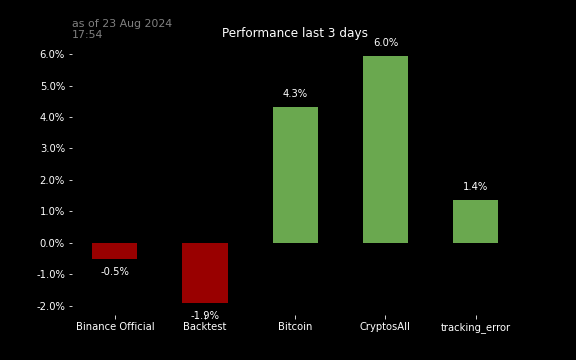 as of 23 Aug 2024
17:54
Performance last 3 days
6.0%
6.0%
5.0%
4.3%
4.0%
3.0%
2.0%
1.4%
1.0%
0.0%
-0.5%
-1.0%
-1.9%
-2.0%
Binance Official
Backtest
Bitcoin
CryptosAll
tracking_error